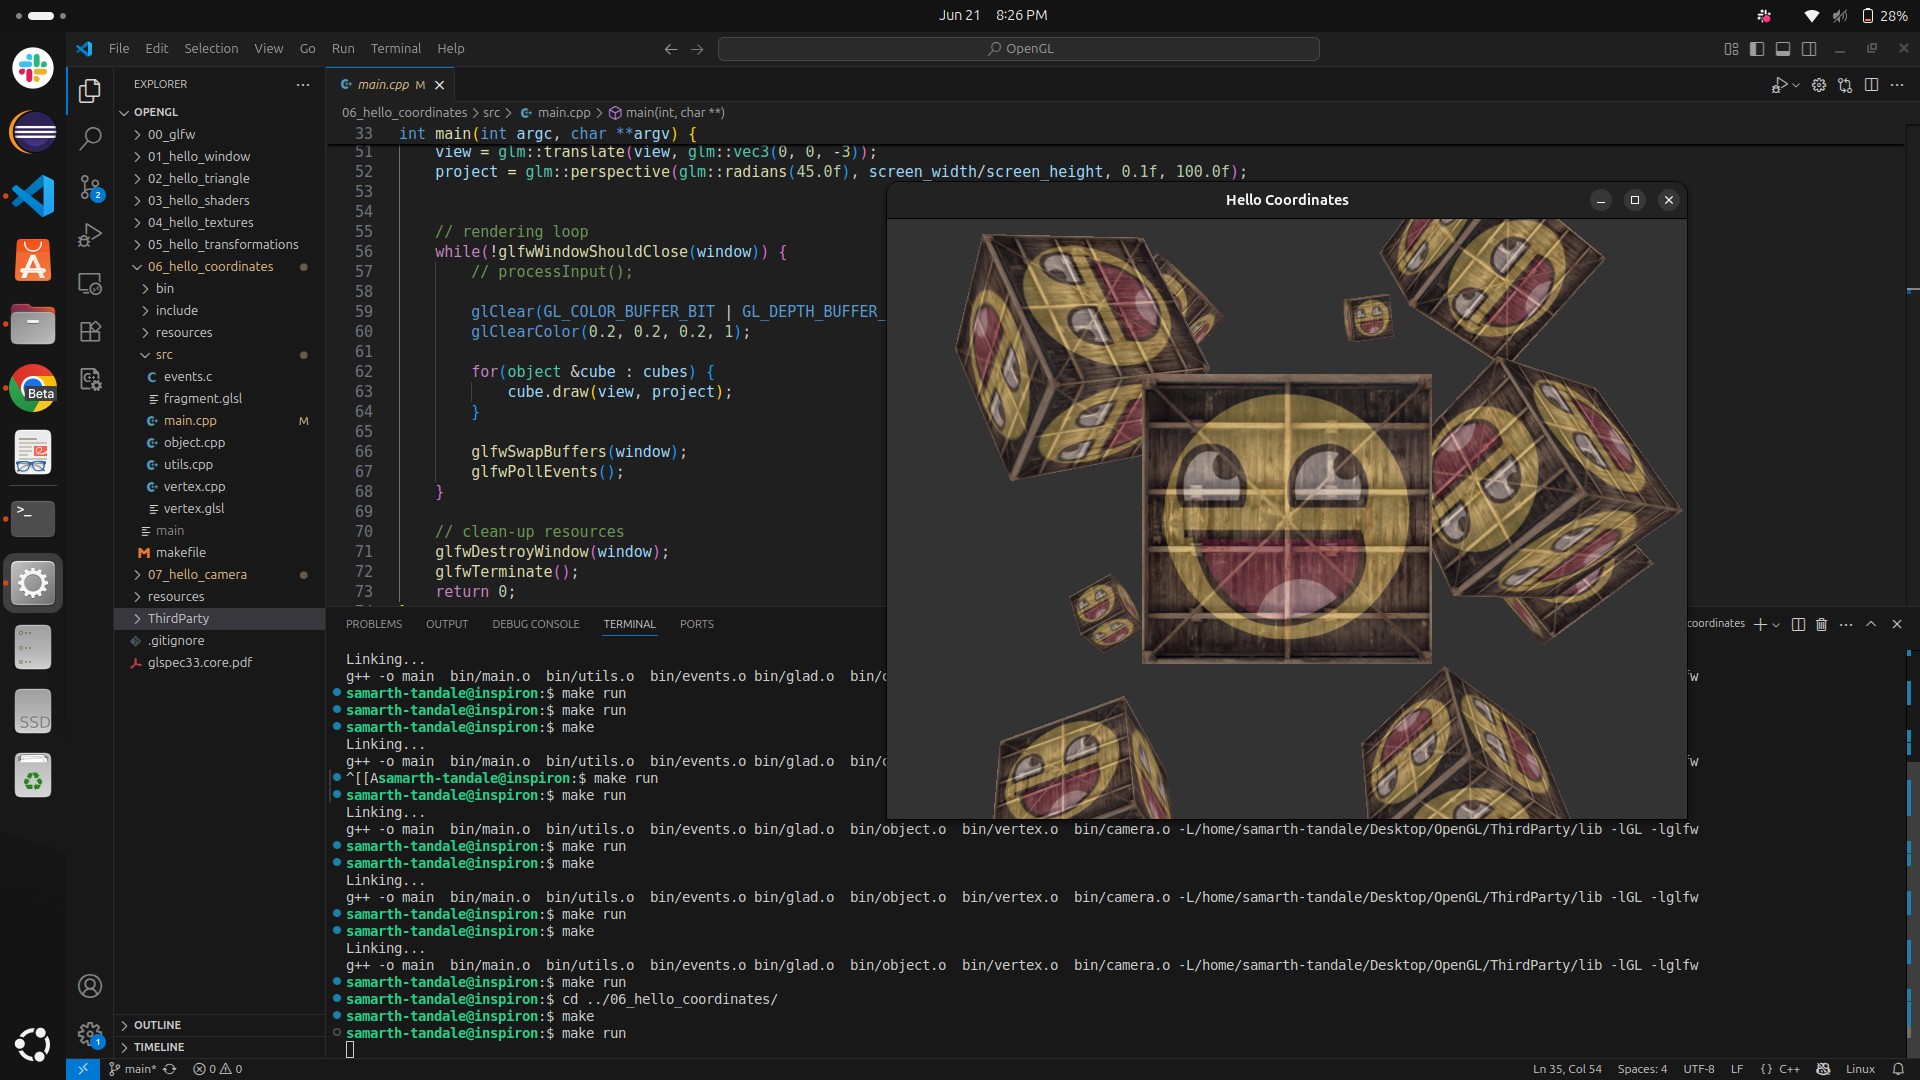 Jun 21 8:26 PM
28%
File Edit Selection View Go Run Terminal Help
OpenGL
EXPLORER
main.cpp M
OPENGL
06_hello_coordinates > src > main.cpp > main(int, char **)
00_glfw
01_hello_window
02_hello_triangle
03_hello_shaders
04_hello_textures
05_hello_transformations
06_hello_coordinates
bin
include
resources
src
events.c
fragment.glsl
main.cpp M
object.cpp
utils.cpp
vertex.cpp
vertex.glsl
main
makefile
07_hello_camera
resources
ThirdParty
.gitignore
glspec33.core.pdf
OUTLINE
TIMELINE
2
1
Beta
SSD
33 int main(int argc, char **argv) {
51 view = glm::translate(view, glm::vec3(0, 0, -3));
52 project = glm::perspective(glm::radians(45.0f), screen_width/screen_height, 0.1f, 100.0f);
53
54
55 // rendering loop
56 while(!glfwWindowShouldClose(window)) {
57 // processInput();
58
59 glClear(GL_COLOR_BUFFER_BIT | GL_DEPTH_BUFFER_
60 glClearColor(0.2, 0.2, 0.2, 1);
61
62 for(object &cube : cubes) {
63 cube.draw(view, project);
64 }
65
66 glfwSwapBuffers(window);
67 glfwPollEvents();
68 }
69
70 // clean-up resources
71 glfwDestroyWindow(window);
72 glfwTerminate();
73 return 0;
Hello Coordinates
PROBLEMS OUTPUT DEBUG CONSOLE TERMINAL PORTS
coordinates
Linking...
g++ -o main bin/main.o bin/utils.o bin/events.o bin/glad.o bin/o fw
samarth-tandale@inspiron:$ make run
samarth-tandale@inspiron:$ make run
samarth-tandale@inspiron:$ make
Linking...
g++ -o main bin/main.o bin/utils.o bin/events.o bin/glad.o bin/o fw
^[[Asamarth-tandale@inspiron:$ make run
samarth-tandale@inspiron:$ make run
Linking...
g++ -o main bin/main.o bin/utils.o bin/events.o bin/glad.o bin/object.o bin/vertex.o bin/camera.o -L/home/samarth-tandale/Desktop/OpenGL/ThirdParty/lib -lGL -lglfw
samarth-tandale@inspiron:$ make run
samarth-tandale@inspiron:$ make
Linking...
g++ -o main bin/main.o bin/utils.o bin/events.o bin/glad.o bin/object.o bin/vertex.o bin/camera.o -L/home/samarth-tandale/Desktop/OpenGL/ThirdParty/lib -lGL -lglfw
samarth-tandale@inspiron:$ make run
samarth-tandale@inspiron:$ make
Linking...
g++ -o main bin/main.o bin/utils.o bin/events.o bin/glad.o bin/object.o bin/vertex.o bin/camera.o -L/home/samarth-tandale/Desktop/OpenGL/ThirdParty/lib -lGL -lglfw
samarth-tandale@inspiron:$ make run
samarth-tandale@inspiron:$ cd ../06_hello_coordinates/
samarth-tandale@inspiron:$ make
samarth-tandale@inspiron:$ make run
main* 0 0
Ln 35, Col 54 Spaces: 4 UTF-8 LF {} C++ Linux